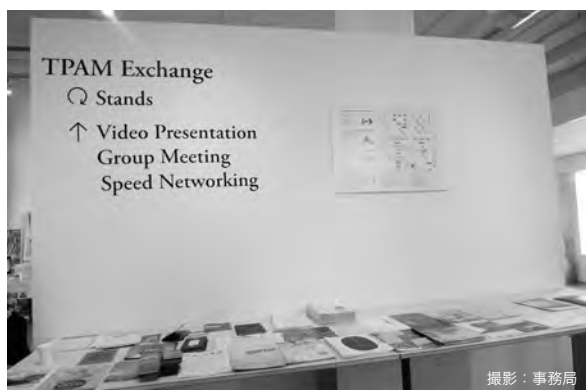 TPAM Exchange
Stands
↑ Video Presentation
Group Meeting
Speed Networking
撮影：事務局